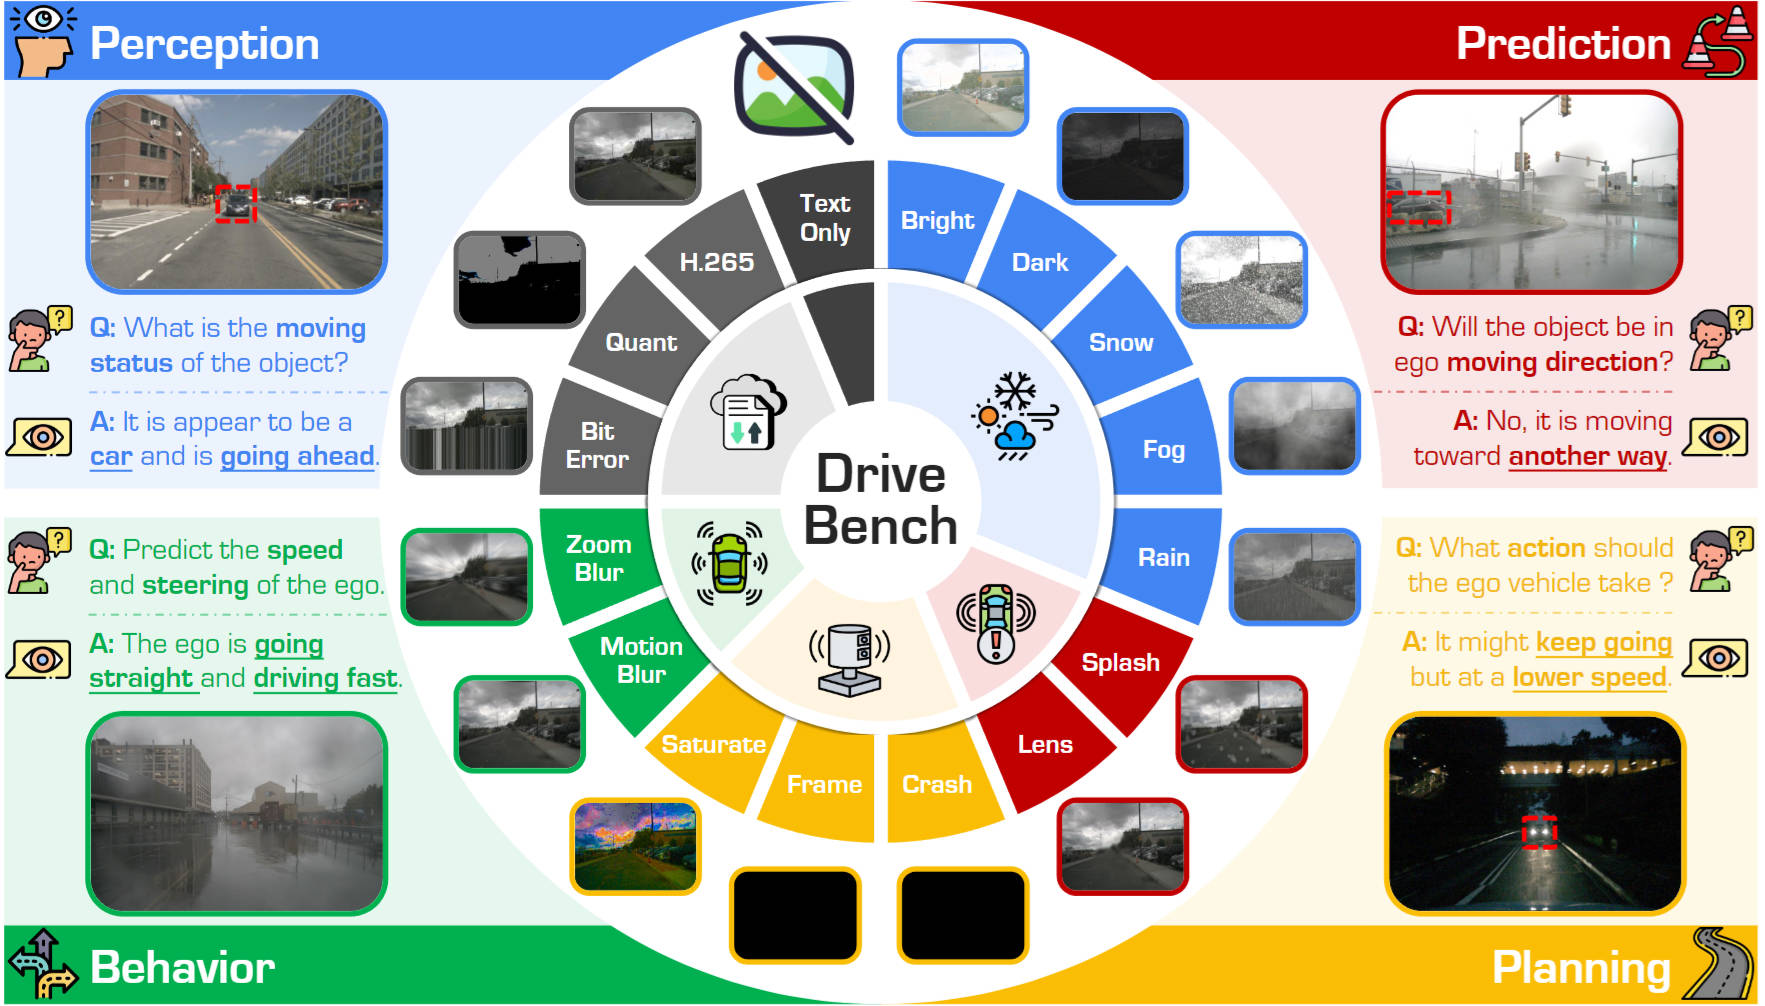 Perception
Q: What is the moving
status of the object?
A: It is appear to be a
car and is going ahead.
Prediction
Q: Will the object be in
ego moving direction?
A: No, it is moving
toward another way.
Text
Only
Bright
Dark
Snow
Fog
Rain
Splash
Lens
Crash
Frame
Saturate
Motion
Blur
Zoom
Blur
Bit
Error
Quant
H.265
Drive
Bench
Q: Predict the speed
and steering of the ego.
A: The ego is going
straight and driving fast.
Behavior
Q: What action should
the ego vehicle take ?
A: It might keep going
but at a lower speed.
Planning